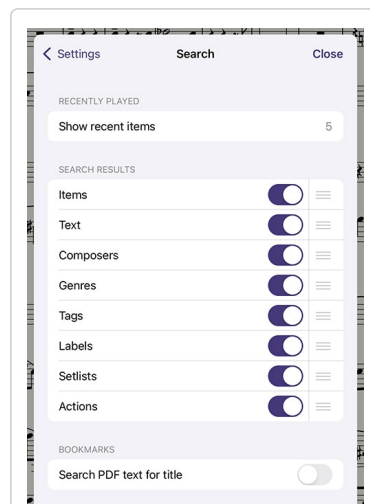 Settings
Search
Close
RECENTLY PLAYED
Show recent items 5
SEARCH RESULTS
Items
Text
Composers
Genres
Tags
Labels
Setlists
Actions
BOOKMARKS
Search PDF text for title